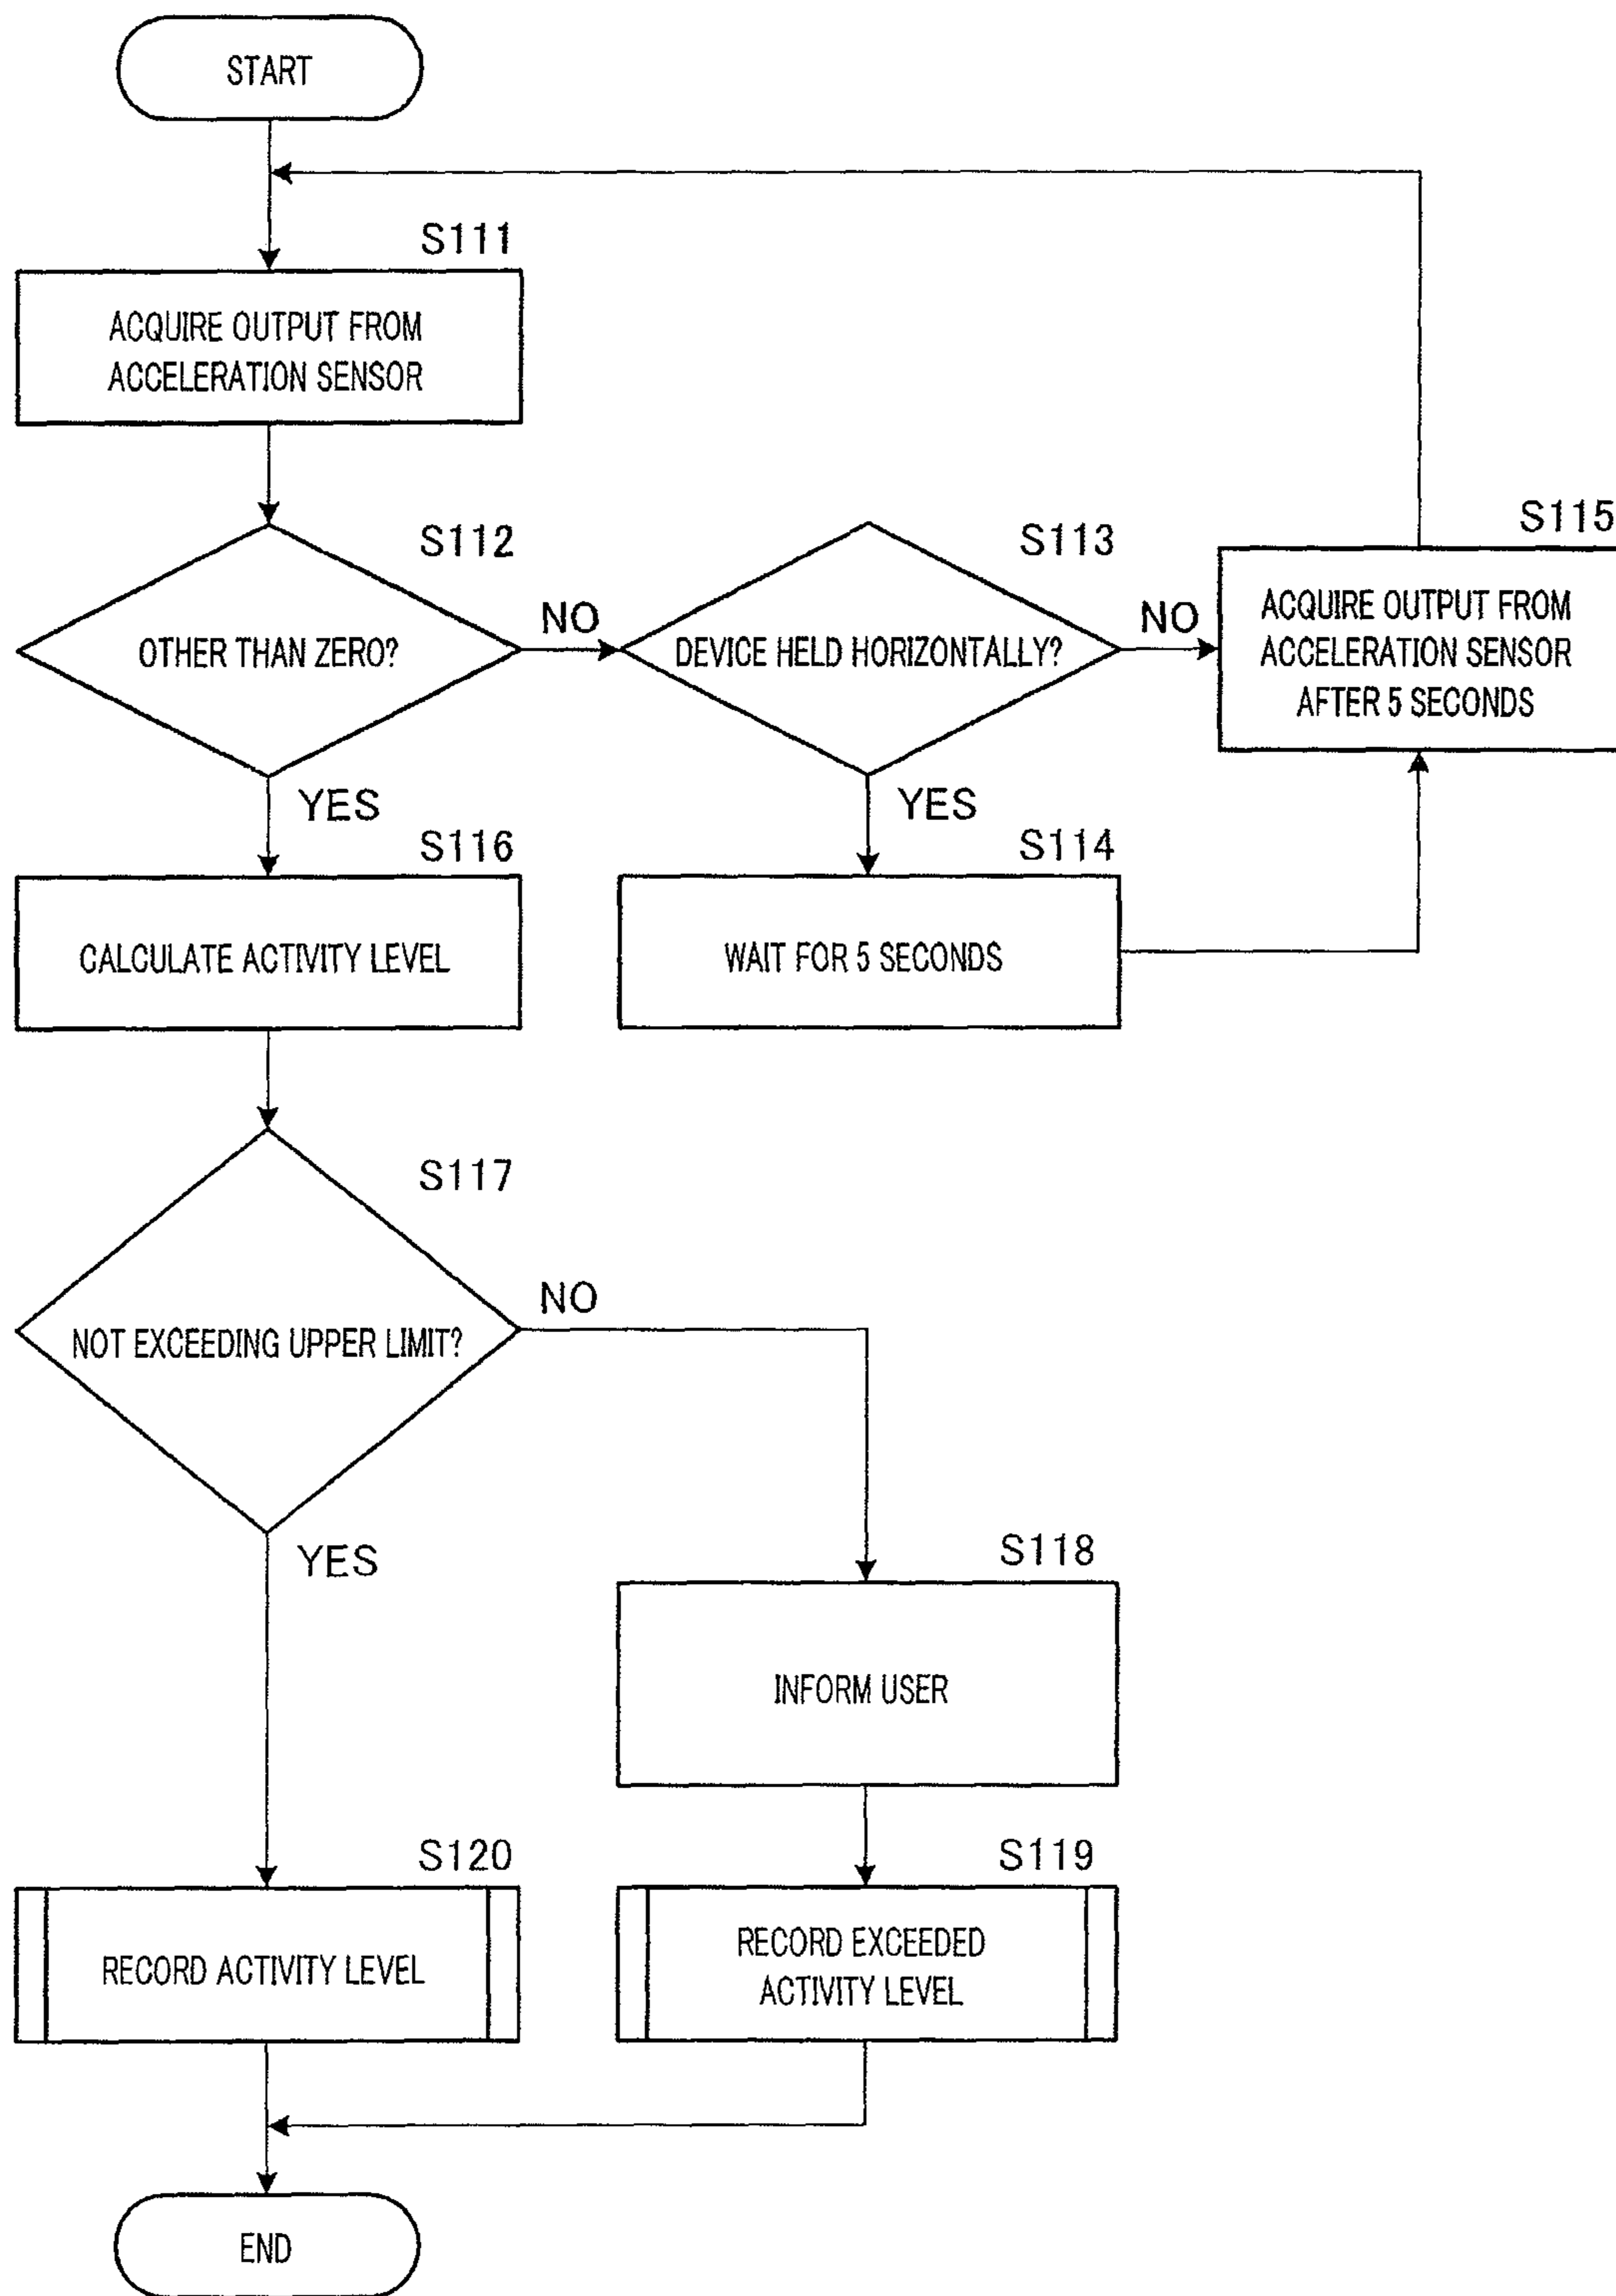 START
S111
ACQUIRE OUTPUT FROM
ACCELERATION SENSOR
S112
OTHER THAN ZERO?
NO
YES
S113
DEVICE HELD HORIZONTALLY?
NO
YES
S115
ACQUIRE OUTPUT FROM
ACCELERATION SENSOR
AFTER 5 SECONDS
S116
CALCULATE ACTIVITY LEVEL
S114
WAIT FOR 5 SECONDS
S117
NOT EXCEEDING UPPER LIMIT?
NO
YES
S118
INFORM USER
S120
RECORD ACTIVITY LEVEL
S119
RECORD EXCEEDED
ACTIVITY LEVEL
END